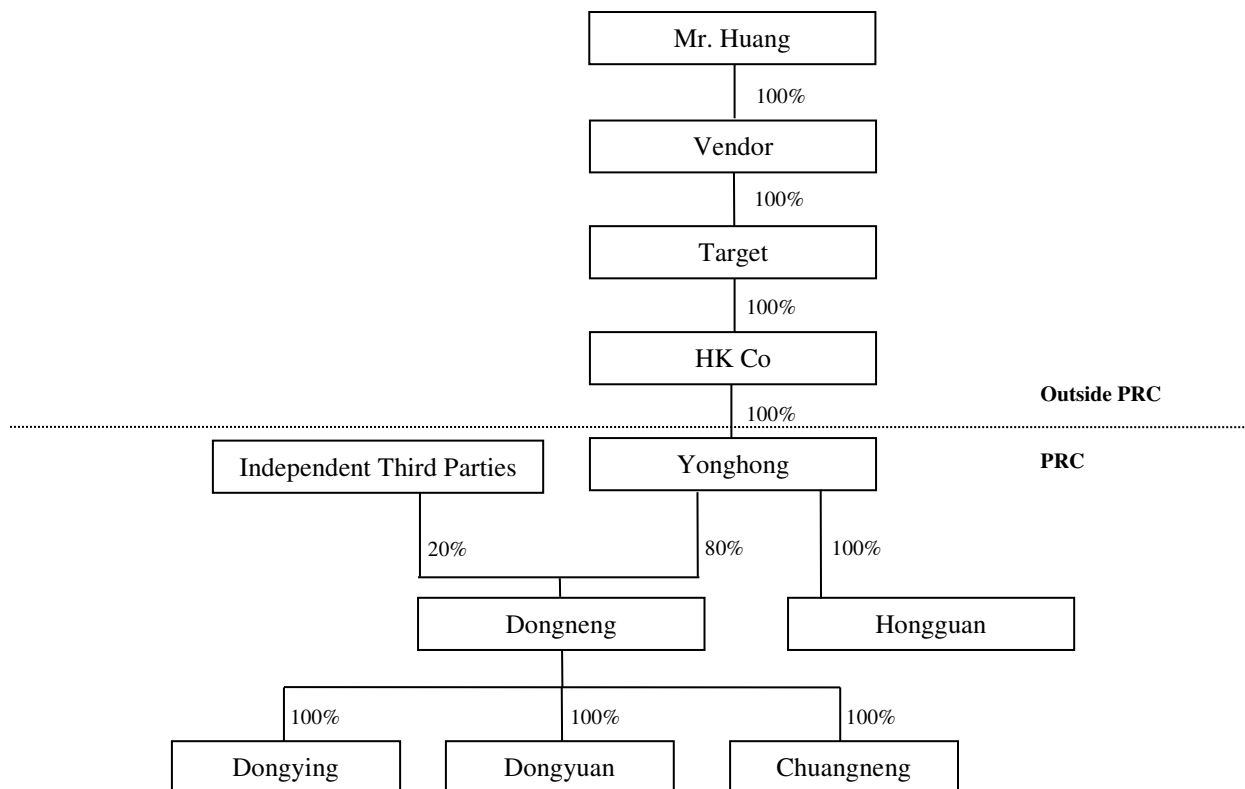 Mr. Huang
100%
Vendor
100%
Target
100%
HK Co
Outside PRC
100%
Independent Third Parties
Yonghong
PRC
20%
80%
100%
Dongneng
Hongguan
100%
100%
100%
Dongying
Dongyuan
Chuangneng